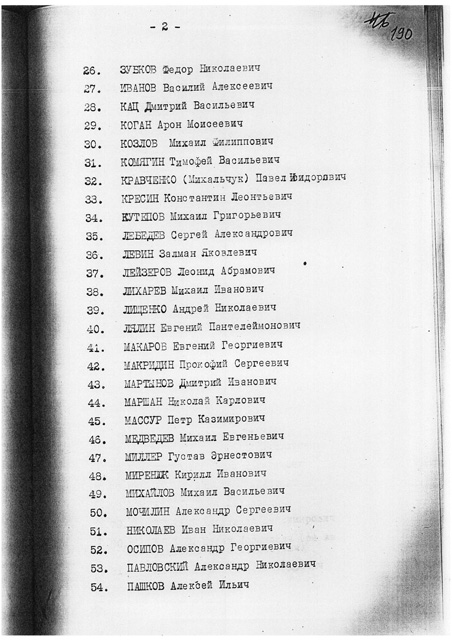 - 2 -
190
26. ЗУБКОВ Федор Николаевич
27. ИВАНОВ Василий Алексеевич
28. КАЦ Дмитрий Васильевич
29. КОГАН Арон Моисеевич
30. КОЗЛОВ Михаил Филиппович
31. КОМЯГИН Тимофей Васильевич
32. КРАВЧЕНКО (Михальчук) Павел Исидорович
33. КРЕСИН Константин Леонтьевич
34. КУТЕПОВ Михаил Григорьевич
35. ЛЕБЕДЕВ Сергей Александрович
36. ЛЕВИН Залман Яковлевич
37. ЛЕЙЗЕРОВ Леонид Абрамович
38. ЛИХАРЕВ Михаил Иванович
39. ЛИЩЕНКО Андрей Николаевич
40. ЛЯЛИН Евгений Пантелеймонович
41. МАКАРОВ Евгений Георгиевич
42. МАКРИДИН Прокофий Сергеевич
43. МАРТЫНОВ Дмитрий Иванович
44. МАРШАН Николай Карлович
45. МАССУР Петр Казимирович
46. МЕДВЕДЕВ Михаил Евгеньевич
47. МИЛЛЕР Густав Эрнестович
48. Кирилл Иванович
49. МИХАЙЛОВ Михаил Васильевич
50. МОЧИЛИН Александр Сергеевич
51. НИКОЛАЕВ Иван Николаевич
52. ОСИПОВ Александр Георгиевич
53. ПАВЛОВСКИЙ Александр Николаевич
54. ПАШКОВ Алексей Ильич